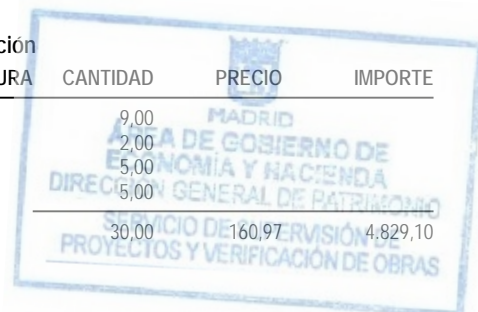 ción
URA CANTIDAD PRECIO IMPORTE
9,00
2,00
5,00
5,00
30,00 160,97 4.829,10
MADRID
ÁREA DE GOBIERNO DE
ECONOMÍA Y HACIENDA
DIRECCIÓN GENERAL DE PATRIMONIO
SERVICIO DE SUPERVISIÓN DE
PROYECTOS Y VERIFICACIÓN DE OBRAS